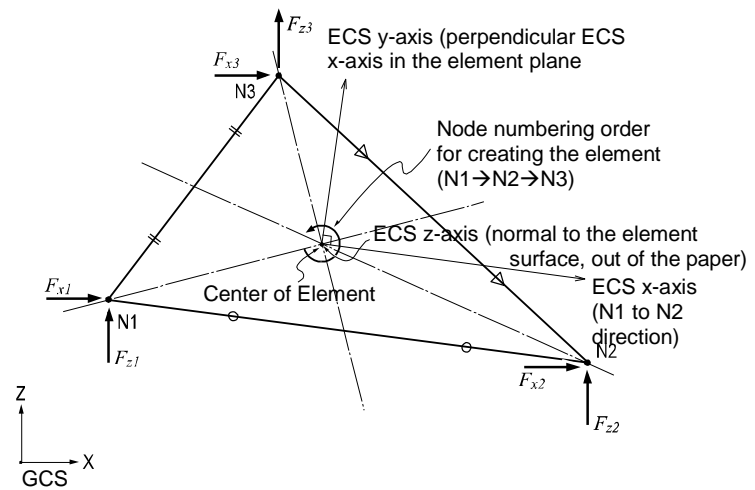 Fz3
ECS y-axis (perpendicular ECS
x-axis in the element plane
Fx3
N3
Node numbering order
for creating the element
(N1→N2→N3)
ECS z-axis (normal to the element
surface, out of the paper)
Fx1
Center of Element
ECS x-axis
(N1 to N2
direction)
N1
N2
Fz1
Fx2
Fz2
Z
X
GCS